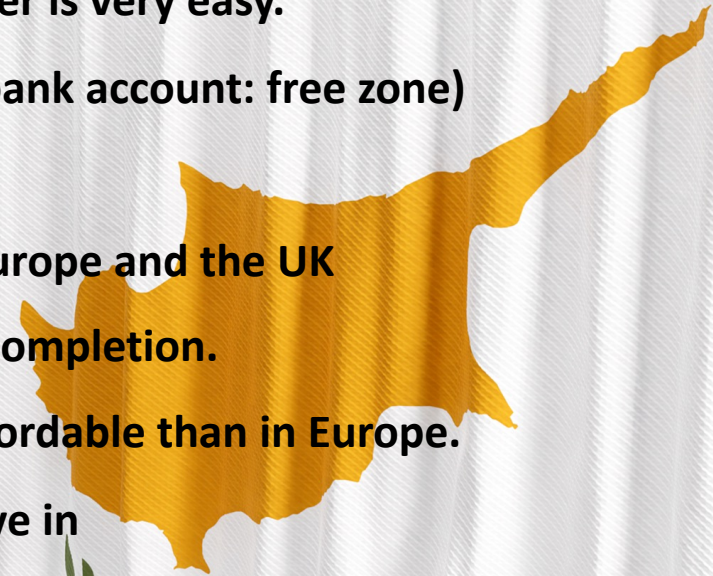 er is very easy.
bank account: free zone)
urope and the UK
ompletion.
ordable than in Europe.
ve in